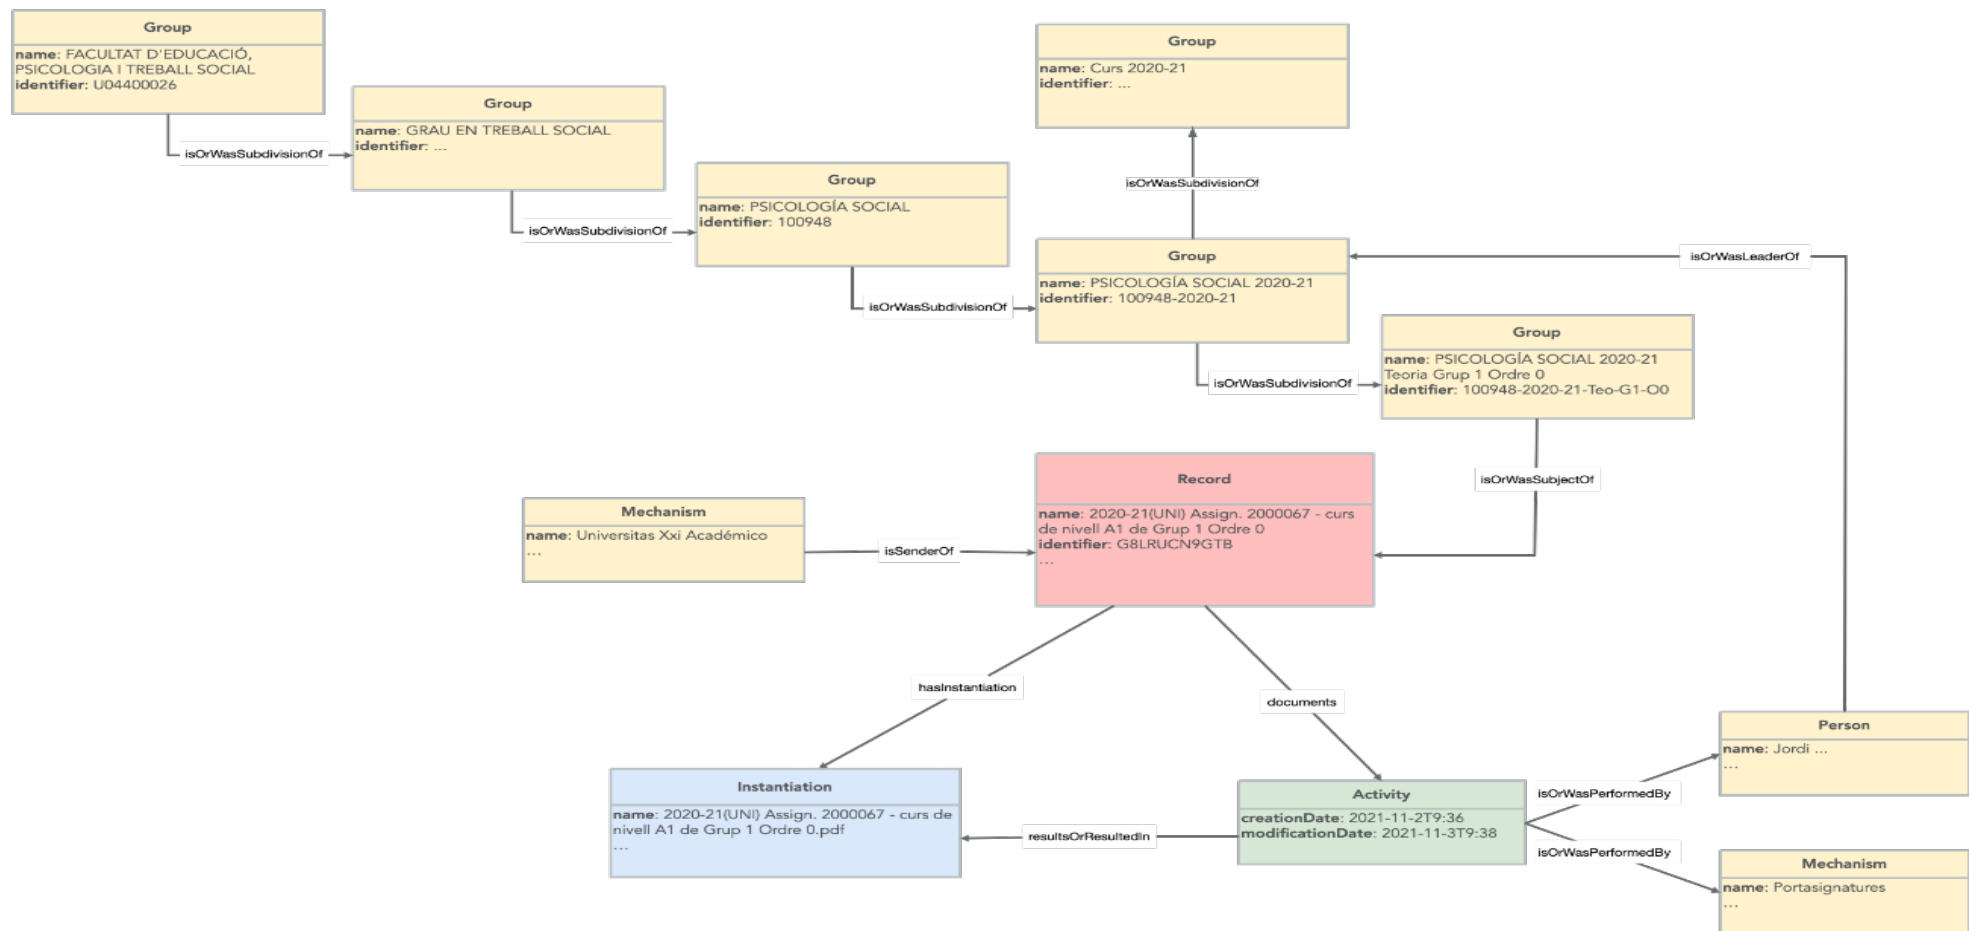 Group
name: FACULTAT D'EDUCACIÓ,
PSICOLOGIA I TREBALL SOCIAL
identifier: U04400026
isOrWasSubdivisionOf
Group
name: GRAU EN TREBALL SOCIAL
identifier: ...
isOrWasSubdivisionOf
Group
name: PSICOLOGÍA SOCIAL
identifier: 100948
isOrWasSubdivisionOf
Group
name: Curs 2020-21
identifier: ...
isOrWasSubdivisionOf
Group
name: PSICOLOGÍA SOCIAL 2020-21
identifier: 100948-2020-21
isOrWasLeaderOf
isOrWasSubdivisionOf
Group
name: PSICOLOGÍA SOCIAL 2020-21
Teoria Grup 1 Ordre 0
identifier: 100948-2020-21-Teo-G1-O0
isOrWasSubjectOf
Mechanism
name: Universitas Xxi Académico
...
isSenderOf
Record
name: 2020-21(UNI) Assign. 2000067 - curs
de nivell A1 de Grup 1 Ordre 0
identifier: G8LRUCN9GTB
...
hasInstantiation
documents
Instantiation
name: 2020-21(UNI) Assign. 2000067 - curs de
nivell A1 de Grup 1 Ordre 0.pdf
...
resultsOrResultedIn
Activity
creationDate: 2021-11-2T9:36
modificationDate: 2021-11-3T9:38
isOrWasPerformedBy
isOrWasPerformedBy
Person
name: Jordi ...
...
Mechanism
name: Portasignatures
...